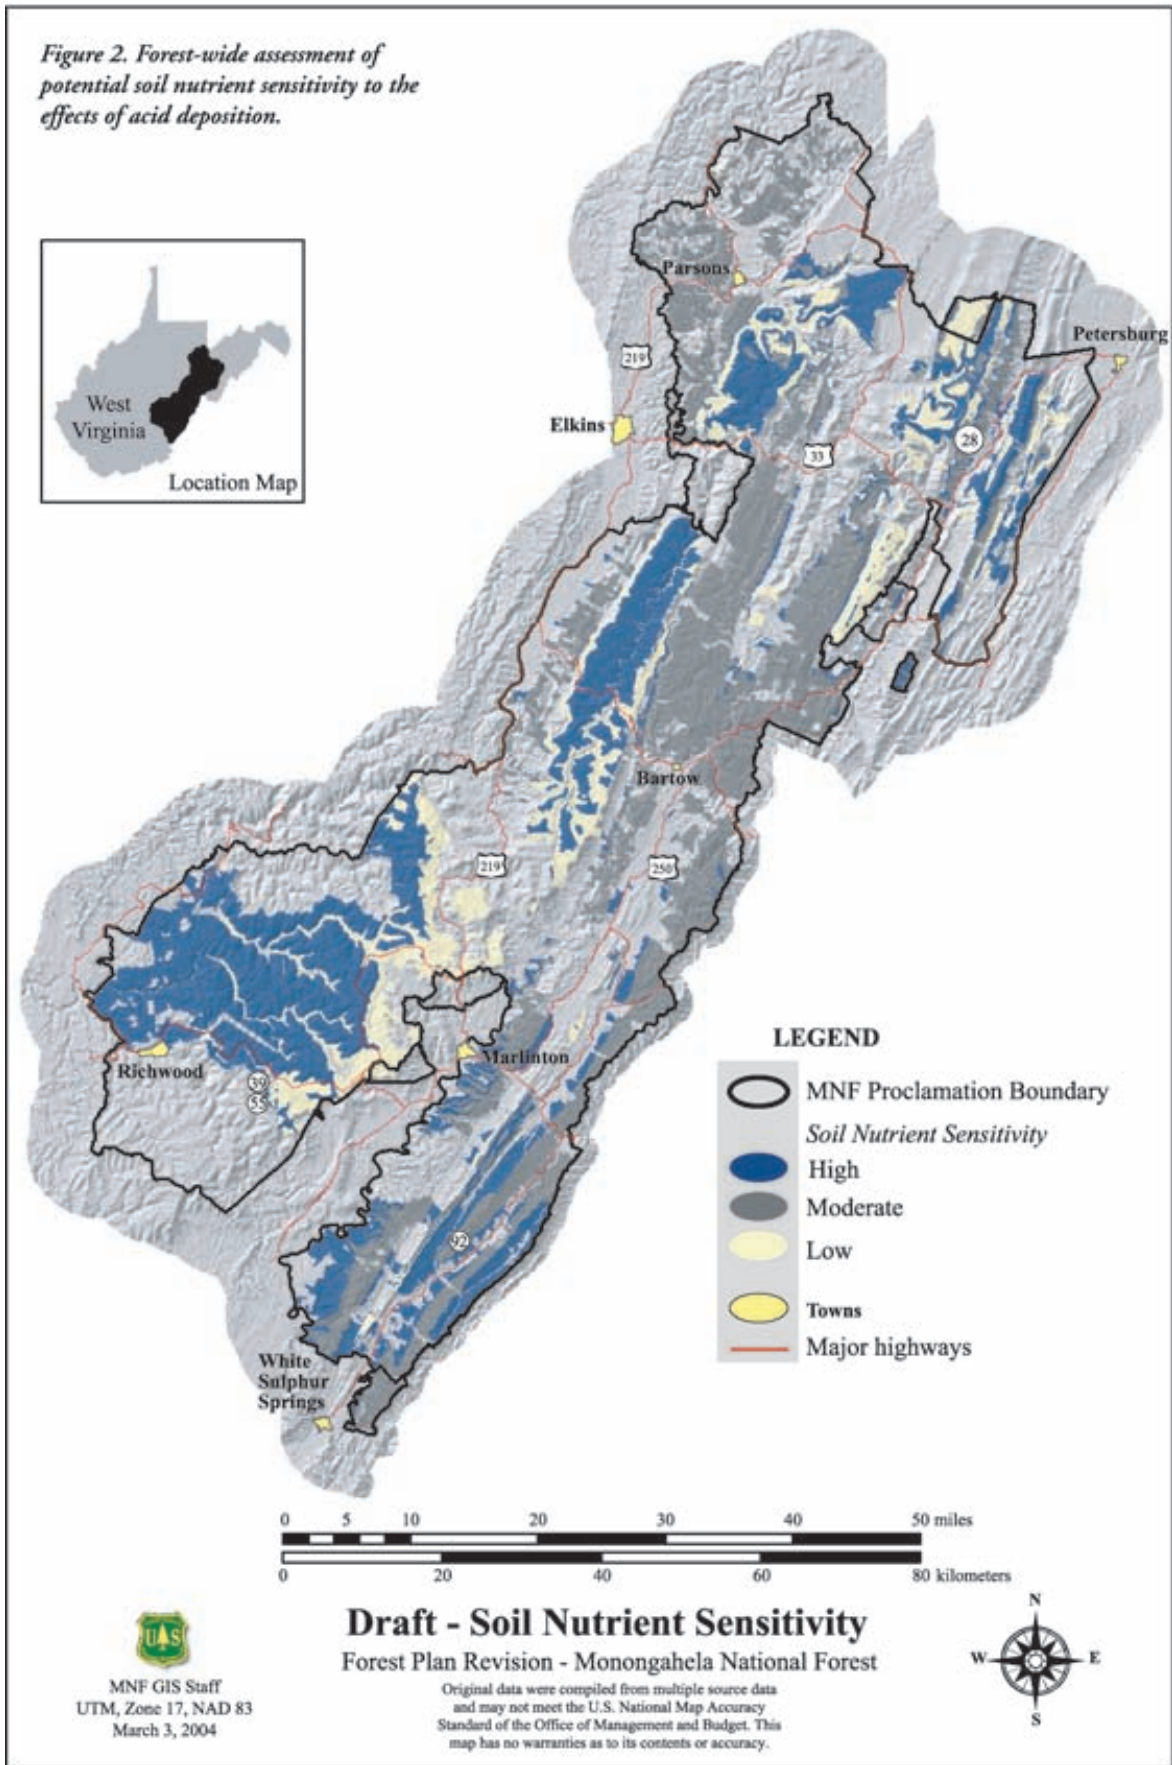 Figure 2. Forest-wide assessment of
potential soil nutrient sensitivity to the
effects of acid deposition.
West
Virginia
Location Map
Parsons
Petersburg
219
Elkins
28
33
Bartow
219
250
Richwood
39
55
Marlinton
92
White
Sulphur
Springs
LEGEND
MNF Proclamation Boundary
Soil Nutrient Sensitivity
High
Moderate
Low
Towns
Major highways
0 5 10 20 30 40 50 miles
0 20 40 60 80 kilometers
Draft - Soil Nutrient Sensitivity
Forest Plan Revision - Monongahela National Forest
Original data were compiled from multiple source data
and may not meet the U.S. National Map Accuracy
Standard of the Office of Management and Budget. This
map has no warranties as to its contents or accuracy.
U S
MNF GIS Staff
UTM, Zone 17, NAD 83
March 3, 2004
N
W E
S